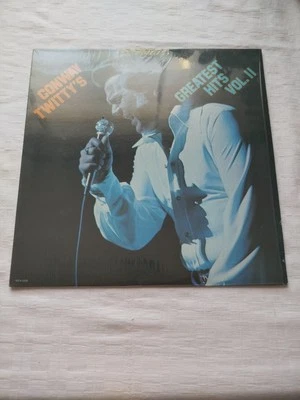 CONWAY
TWITTY'S
GREATEST
HITS
VOL. II